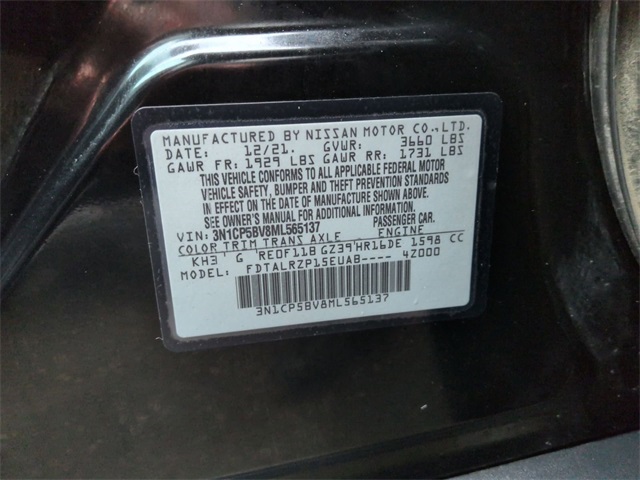 MANUFACTURED BY NISSAN MOTOR CO.,LTD.
DATE: 12/21. GVWR: 3660 LBS
GAWR FR: 1929 LBS GAWR RR: 1731 LBS
THIS VEHICLE CONFORMS TO ALL APPLICABLE FEDERAL MOTOR
VEHICLE SAFETY, BUMPER AND THEFT PREVENTION STANDARDS
IN EFFECT ON THE DATE OF MANUFACTURE SHOWN ABOVE.
SEE OWNER'S MANUAL FOR ADDITIONAL INFORMATION.
VIN: 3N1CP5BV8ML565137 PASSENGER CAR.
COLOR TRIM TRANS AXLE ENGINE
KH3 G RE0F11B GZ39 HR16DE 1598 CC
MODEL: FDTALRZP15EUAB---- 4Z000
3N1CP5BV8ML565137